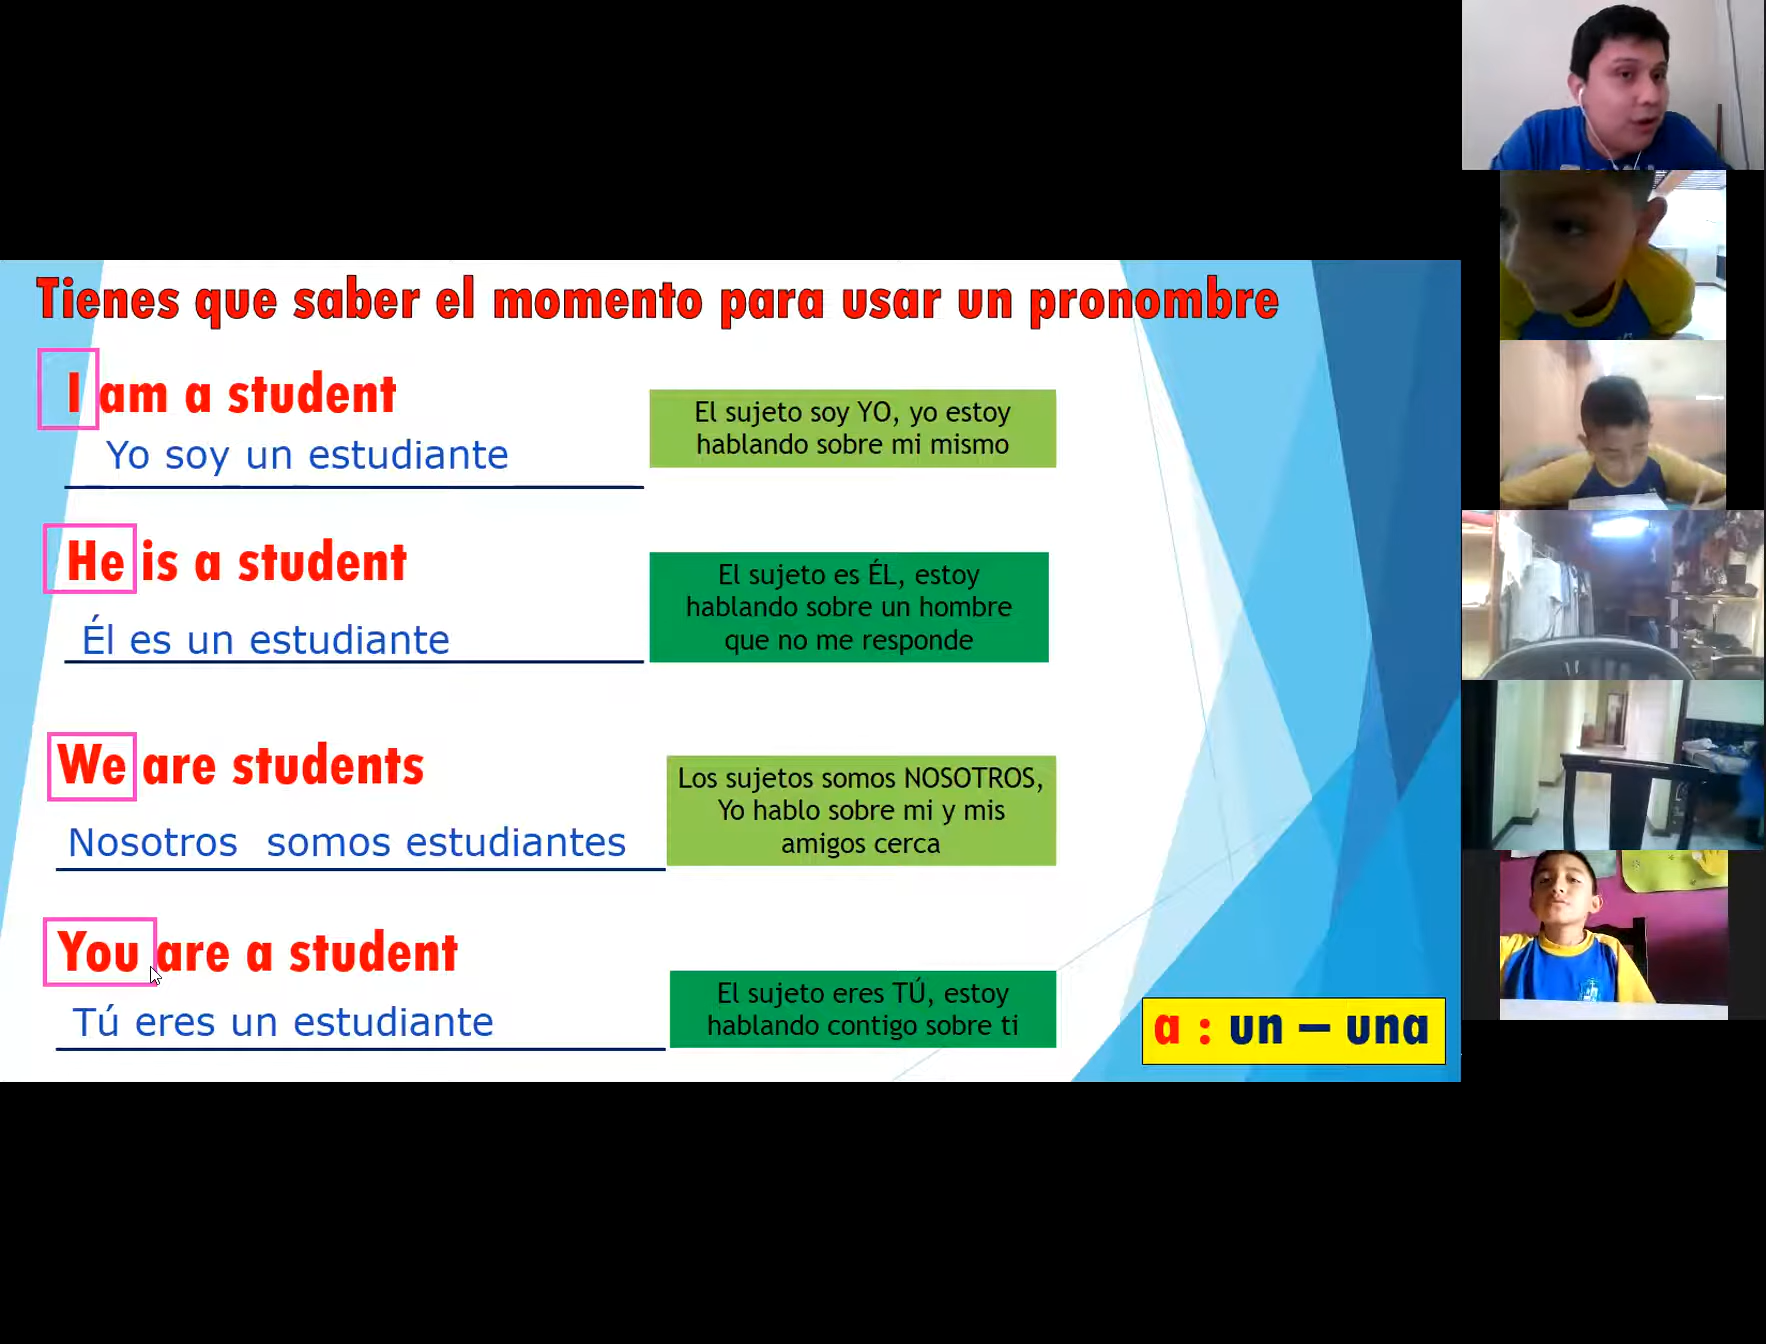 Tienes que saber el momento para usar un pronombre
I am a student
Yo soy un estudiante
El sujeto soy YO, yo estoy
hablando sobre mi mismo
He is a student
Él es un estudiante
El sujeto es ÉL, estoy
hablando sobre un hombre
que no me responde
We are students
Nosotros somos estudiantes
Los sujetos somos NOSOTROS,
Yo hablo sobre mi y mis
amigos cerca
You are a student
Tú eres un estudiante
El sujeto eres TÚ, estoy
hablando contigo sobre ti
a : un – una